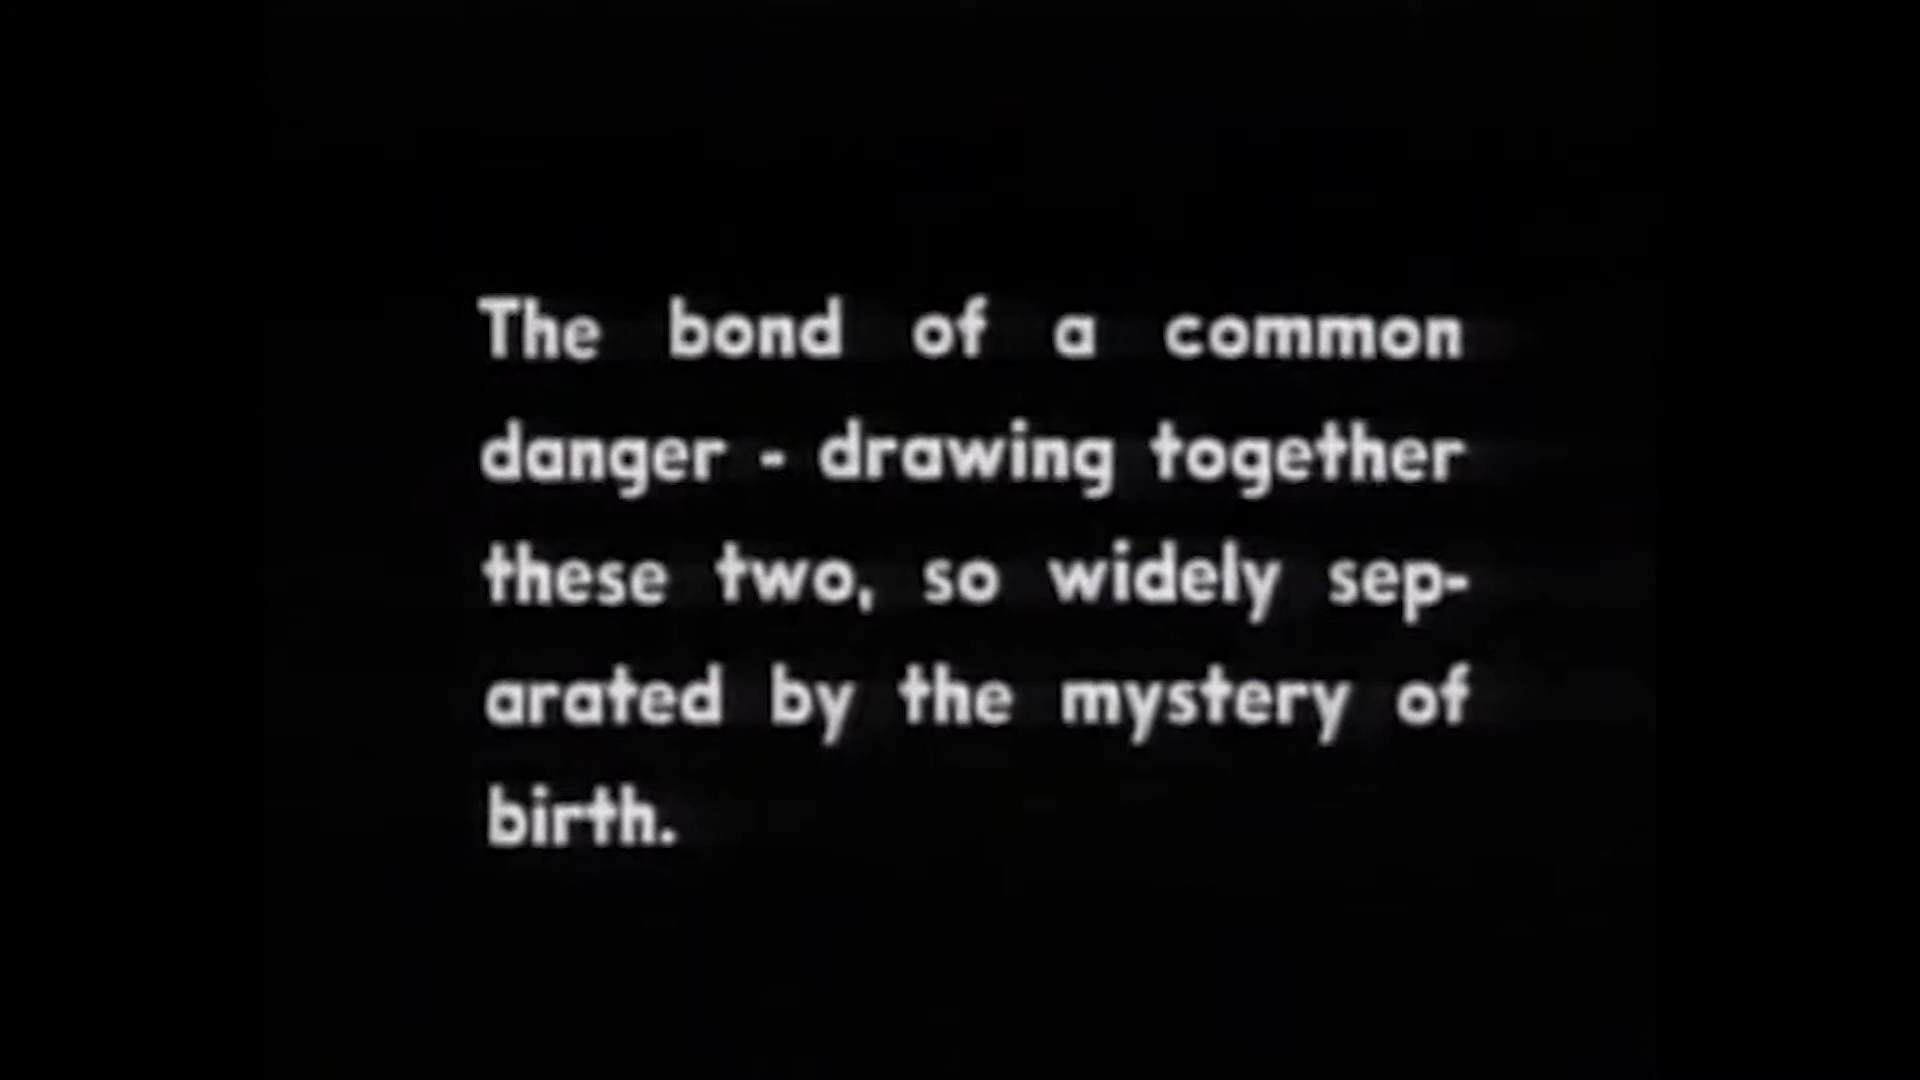 The bond of a common
danger - drawing together
these two, so widely sep-
arated by the mystery of
birth.